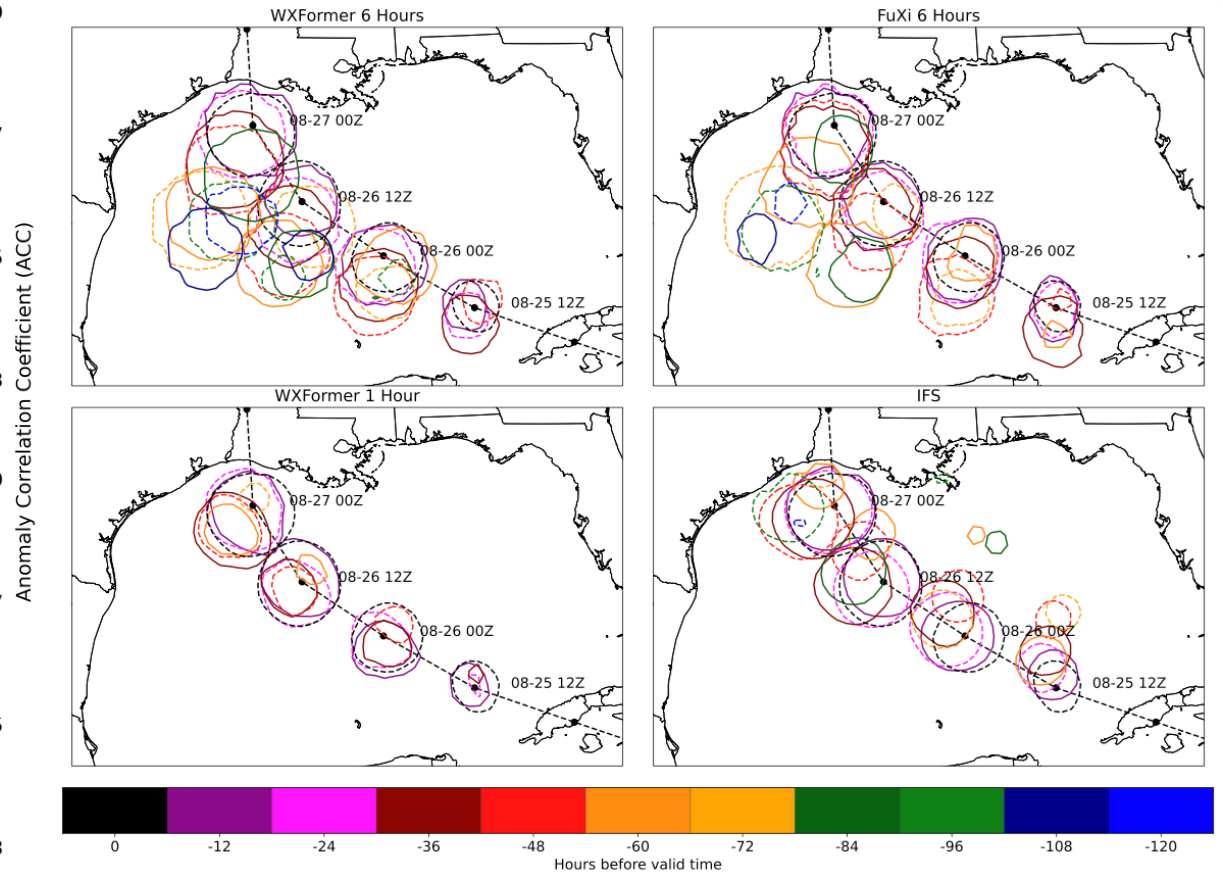 WXFormer 6 Hours
FuXi 6 Hours
08-27 00Z
08-26 12Z
08-26 00Z
08-25 12Z
08-27 00Z
08-26 12Z
08-26 00Z
08-25 12Z
Anomaly Correlation Coefficient (ACC)
WXFormer 1 Hour
IFS
08-27 00Z
08-26 12Z
08-26 00Z
08-25 12Z
08-27 00Z
08-26 12Z
08-26 00Z
08-25 12Z
0 -12 -24 -36 -48 -60 -72 -84 -96 -108 -120
Hours before valid time